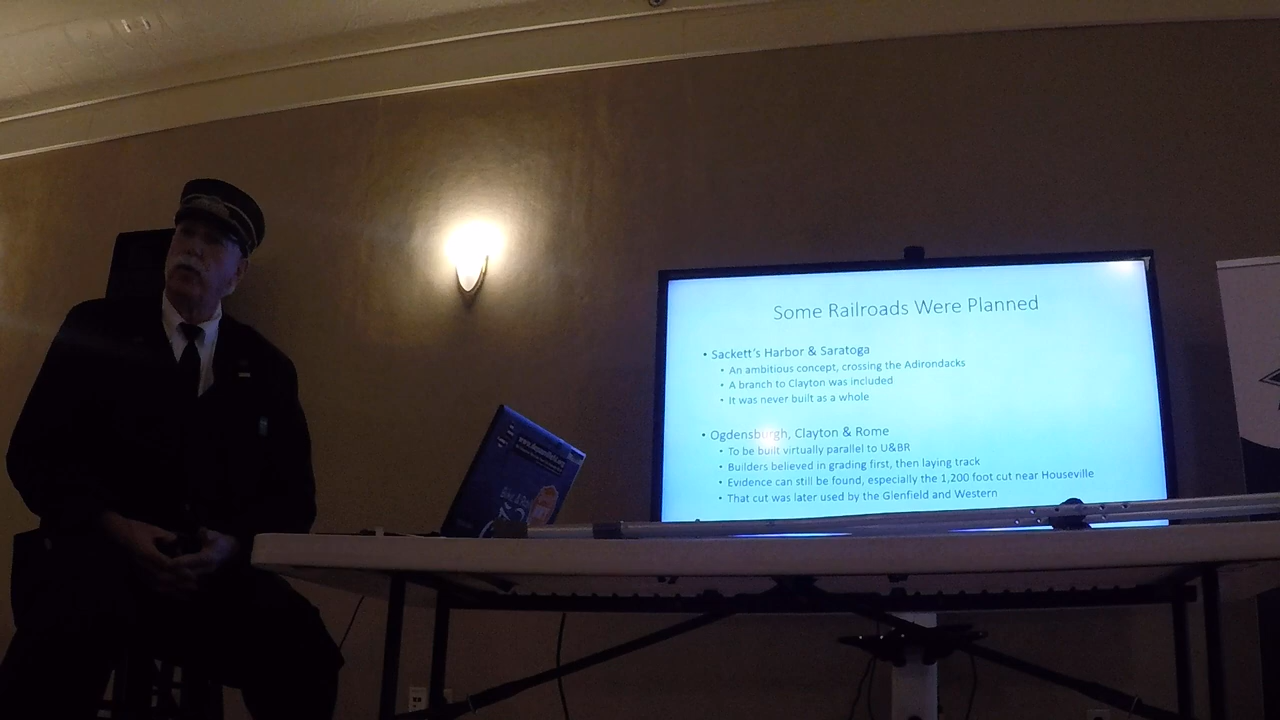 Some Railroads Were Planned
• Sackett's Harbor & Saratoga
• An ambitious concept, crossing the Adirondacks
• A branch to Clayton was included
• It was never built as a whole
• Ogdensburgh, Clayton & Rome
• To be built virtually parallel to U&BR
• Builders believed in grading first, then laying track
• Evidence can still be found, especially the 1,200 foot cut near Houseville
• That cut was later used by the Glenfield and Western